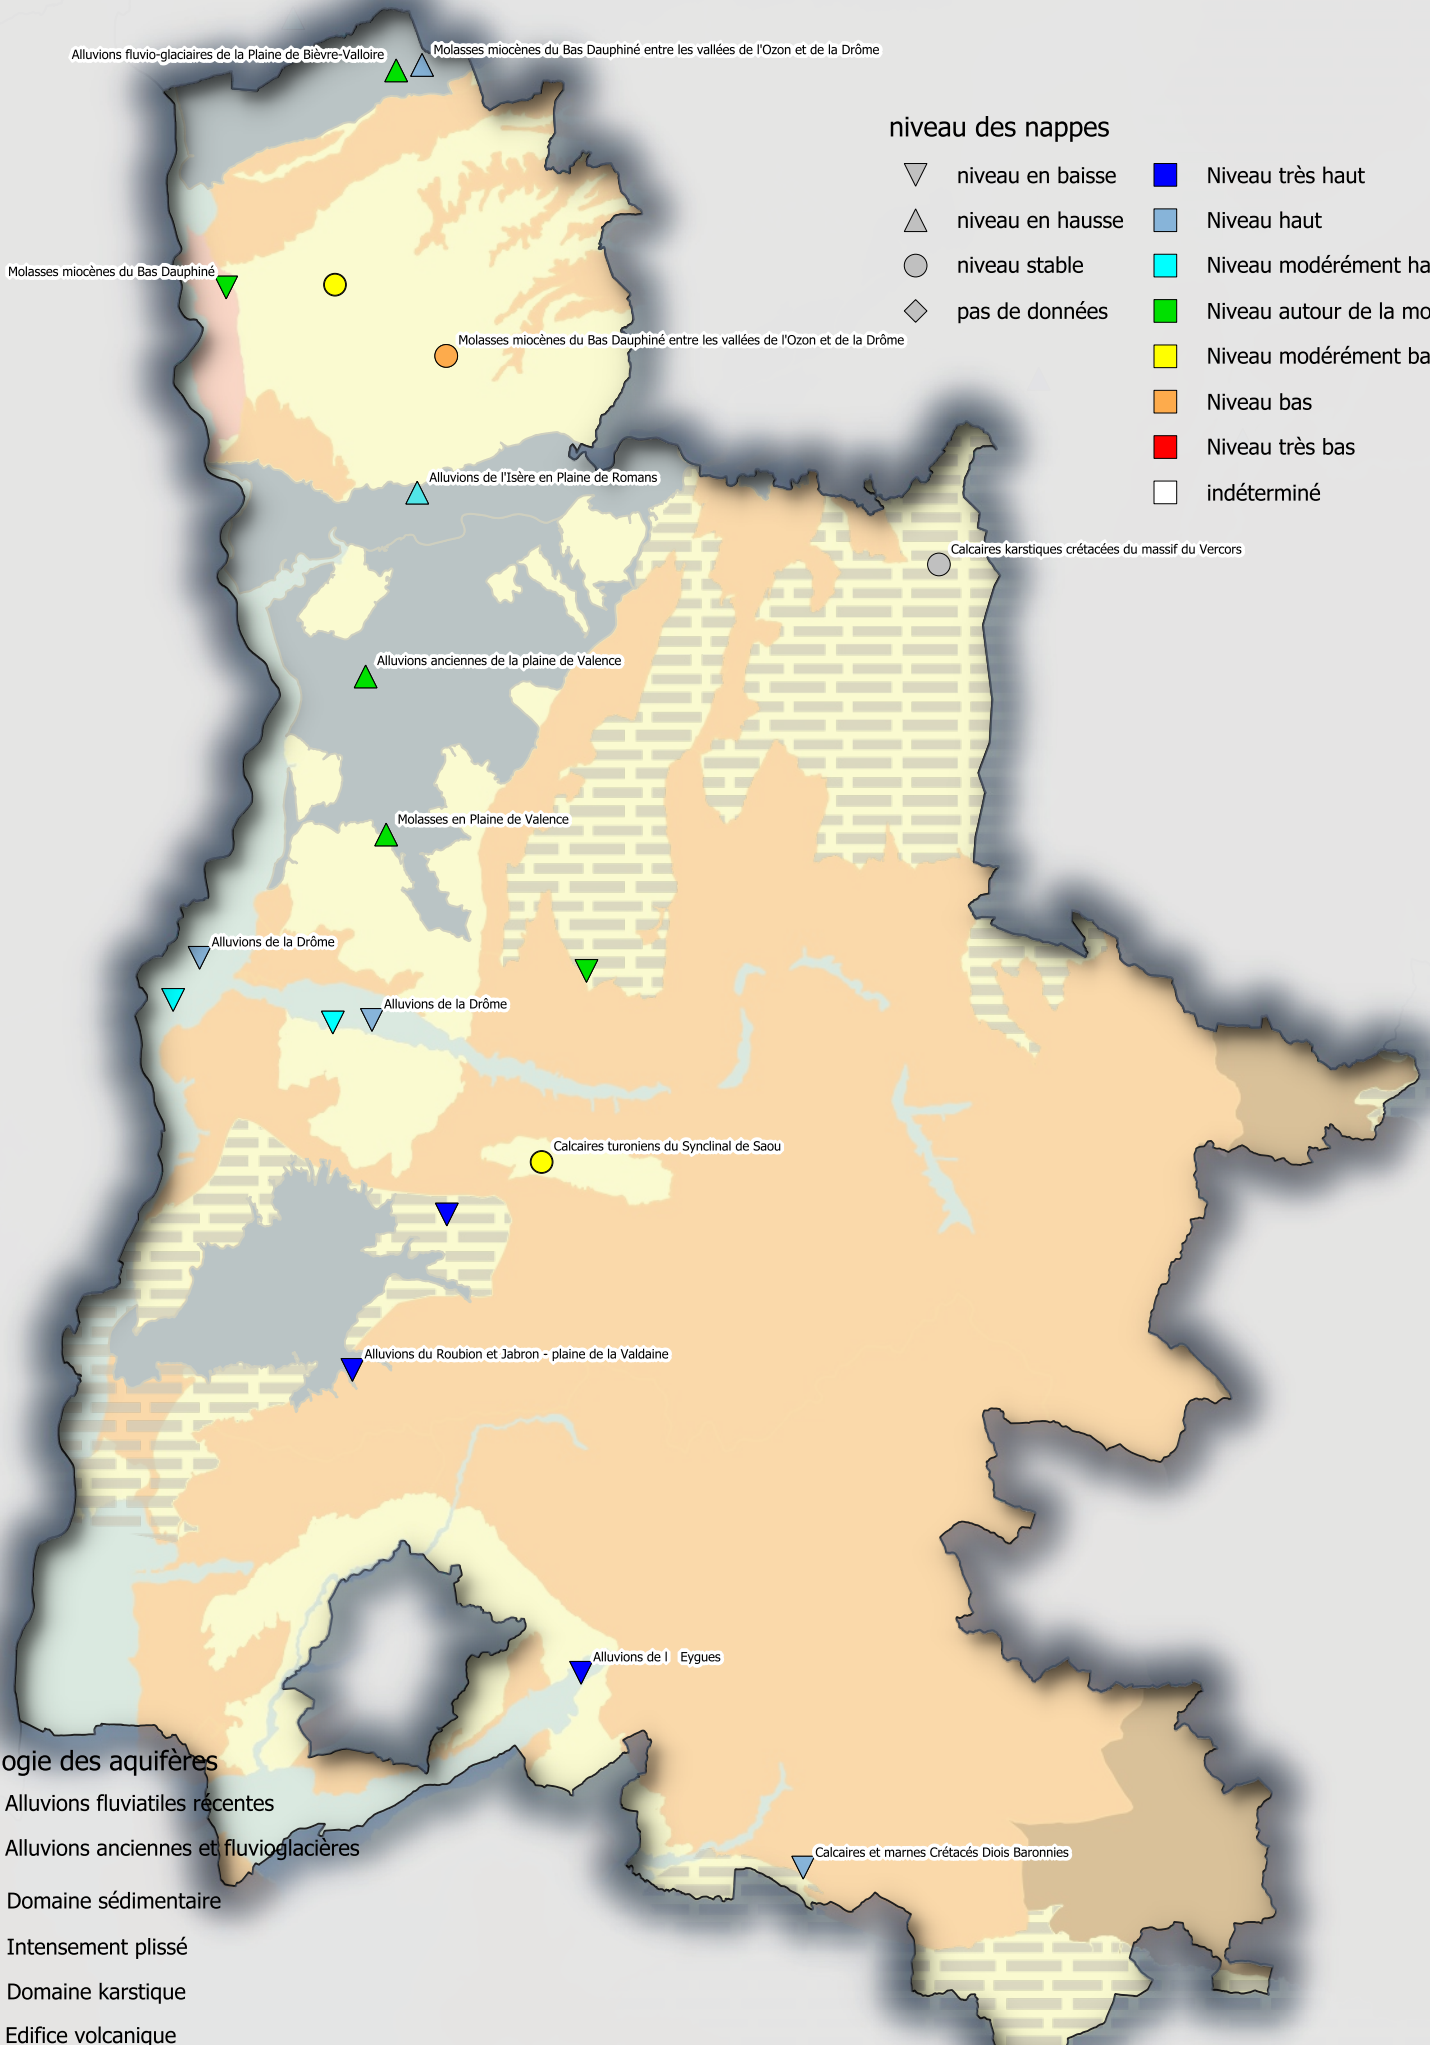 Alluvions fluvio-glaciaires de la Plaine de Bièvre-Valloire
Molasses miocènes du Bas Dauphiné entre les vallées de l'Ozon et de la Drôme
niveau des nappes
niveau en baisse
Niveau très haut
niveau en hausse
Niveau haut
niveau stable
Niveau modérément ha
pas de données
Niveau autour de la mo
Niveau modérément ba
Niveau bas
Niveau très bas
indéterminé
Molasses miocènes du Bas Dauphiné
Molasses miocènes du Bas Dauphiné entre les vallées de l'Ozon et de la Drôme
Alluvions de l'Isère en Plaine de Romans
Calcaires karstiques crétacées du massif du Vercors
Alluvions anciennes de la plaine de Valence
Molasses en Plaine de Valence
Alluvions de la Drôme
Alluvions de la Drôme
Calcaires turoniens du Synclinal de Saou
Alluvions du Roubion et Jabron - plaine de la Valdaine
Alluvions de l Eygues
Calcaires et marnes Crétacés Diois Baronnies
ogie des aquifères
Alluvions fluviatiles récentes
Alluvions anciennes et fluvioglacières
Domaine sédimentaire
Intensement plissé
Domaine karstique
Edifice volcanique